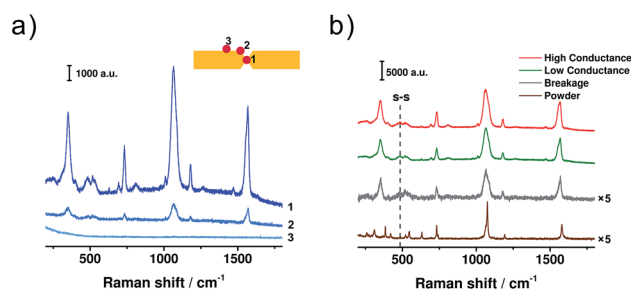 a)
3
2
1
1000 a.u.
1
2
3
500
1000
1500
Raman shift / cm-1
b)
5000 a.u.
High Conductance
Low Conductance
Breakage
Powder
s-s
×5
×5
500
1000
1500
Raman shift / cm-1